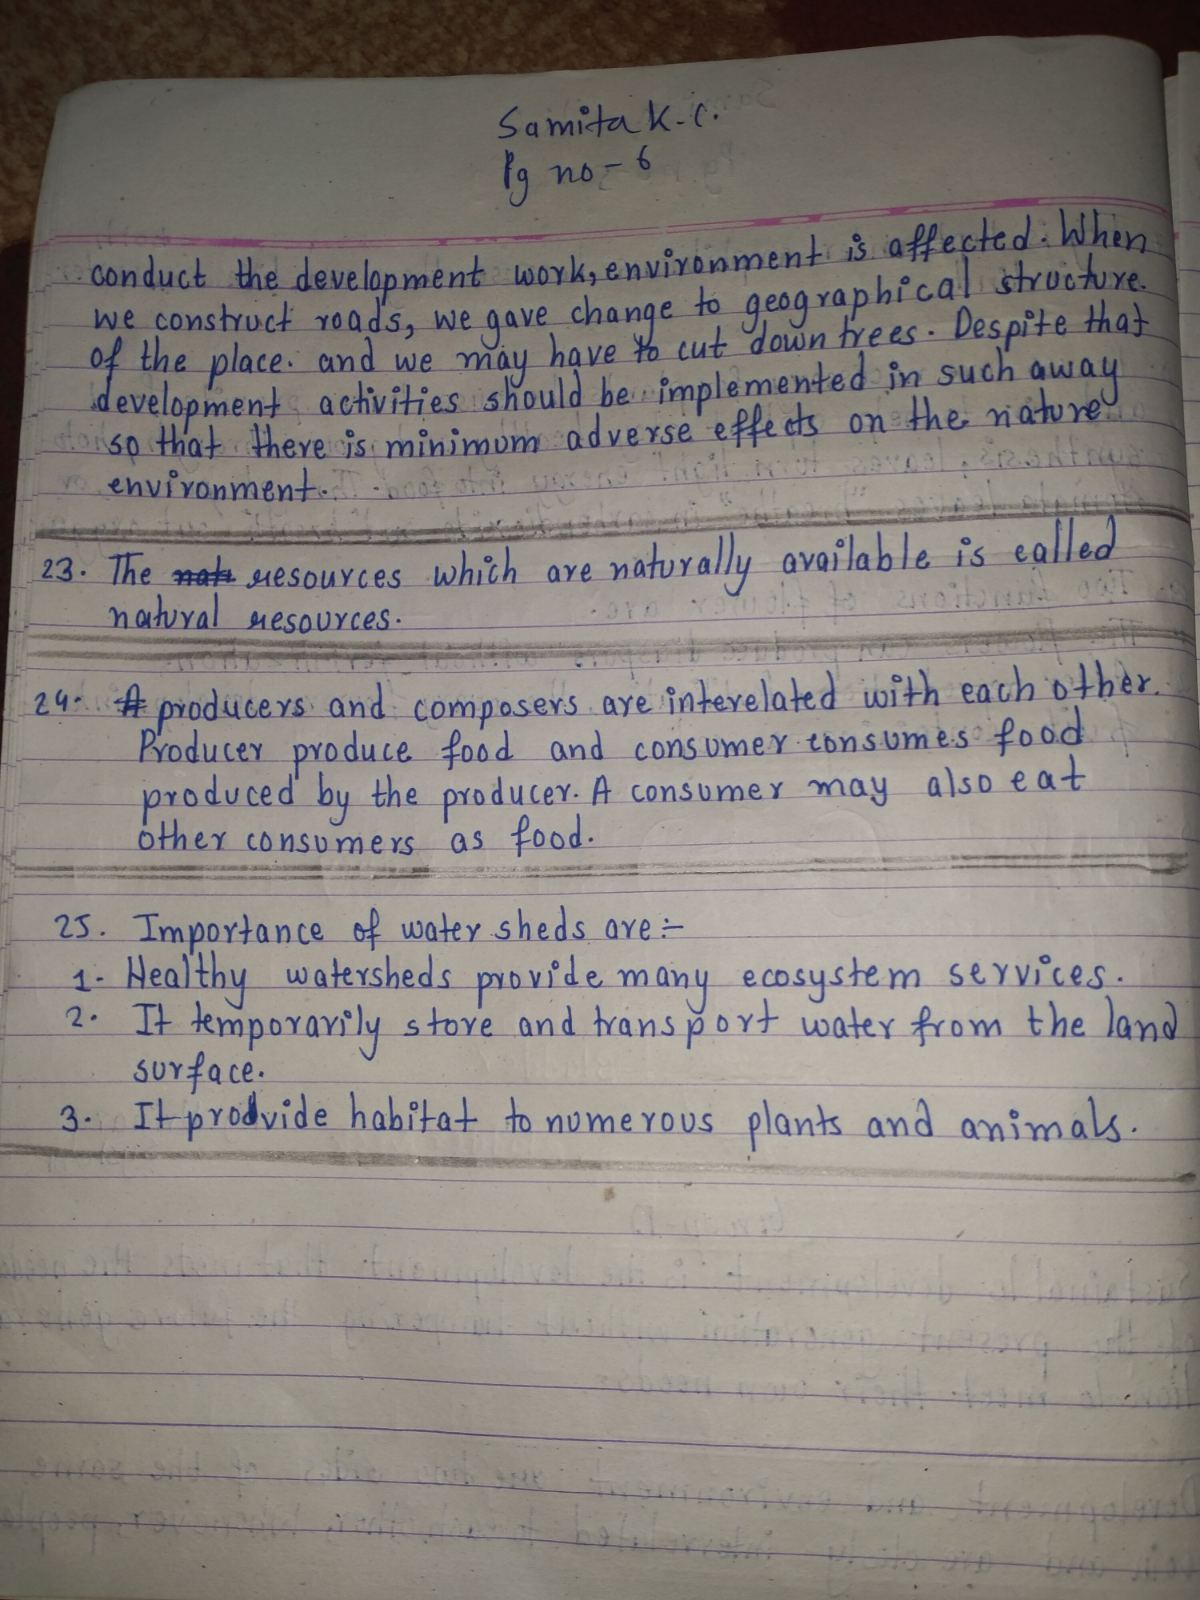 Samita K.C.
Pg no - 6
conduct the development work, environment is affected. When
we construct roads, we gave change to geographical structure.
of the place. and we may have to cut down trees. Despite that
development activities should be implemented in such away
so that there is minimum adverse effects on the nature
environment.
23. The resources which are naturally available is called
natural resources.
24. producers and composers are interelated with each other.
Producer produce food and consumer consumes food
produced by the producer. A consumer may also eat
other consumers as food.
25. Importance of water sheds are :-
1. Healthy watersheds provide many ecosystem services.
2. It temporarily store and transport water from the land
surface.
3. It prodvide habitat to numerous plants and animals.